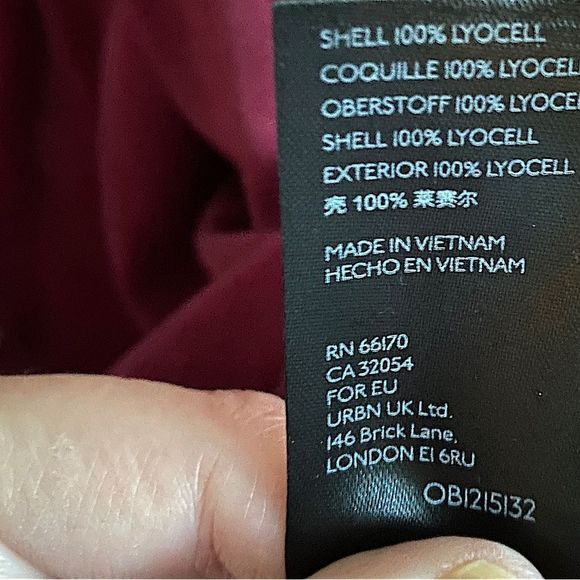 SHELL 100% LYOCELL
COQUILLE 100% LYOCELL
OBERSTOFF 100% LYOCE
SHELL 100% LYOCELL
EXTERIOR 100% LYOCELL
壳 100% 莱赛尔
MADE IN VIETNAM
HECHO EN VIETNAM
RN 66170
CA 32054
FOR EU
URBN UK Ltd.
146 Brick Lane,
LONDON E1 6RU
OB1215132